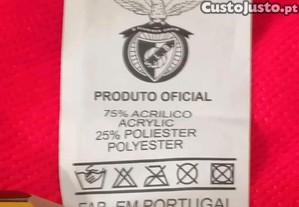 CustoJusto.pt
PRODUTO OFICIAL
75% ACRILICO
ACRYLIC
25% POLIESTER
POLYESTER
FAB. EM PORTUGAL